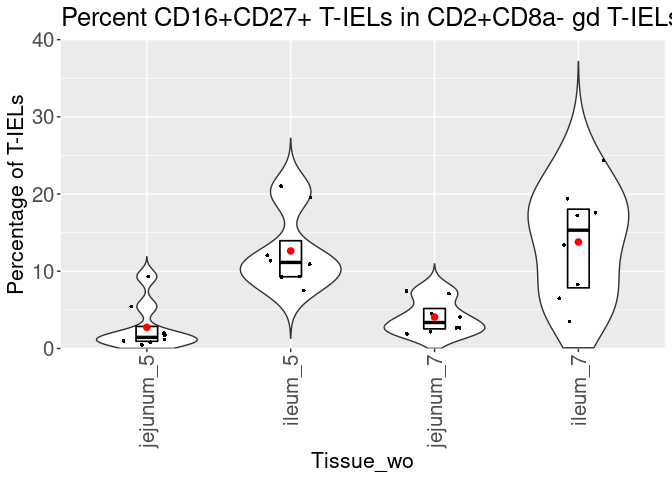 Percent CD16+CD27+ T-IELs in CD2+CD8a- gd T-IELs
Percentage of T-IELs
40
30
20
10
0
jejunum_5
ileum_5
jejunum_7
ileum_7
Tissue_wo